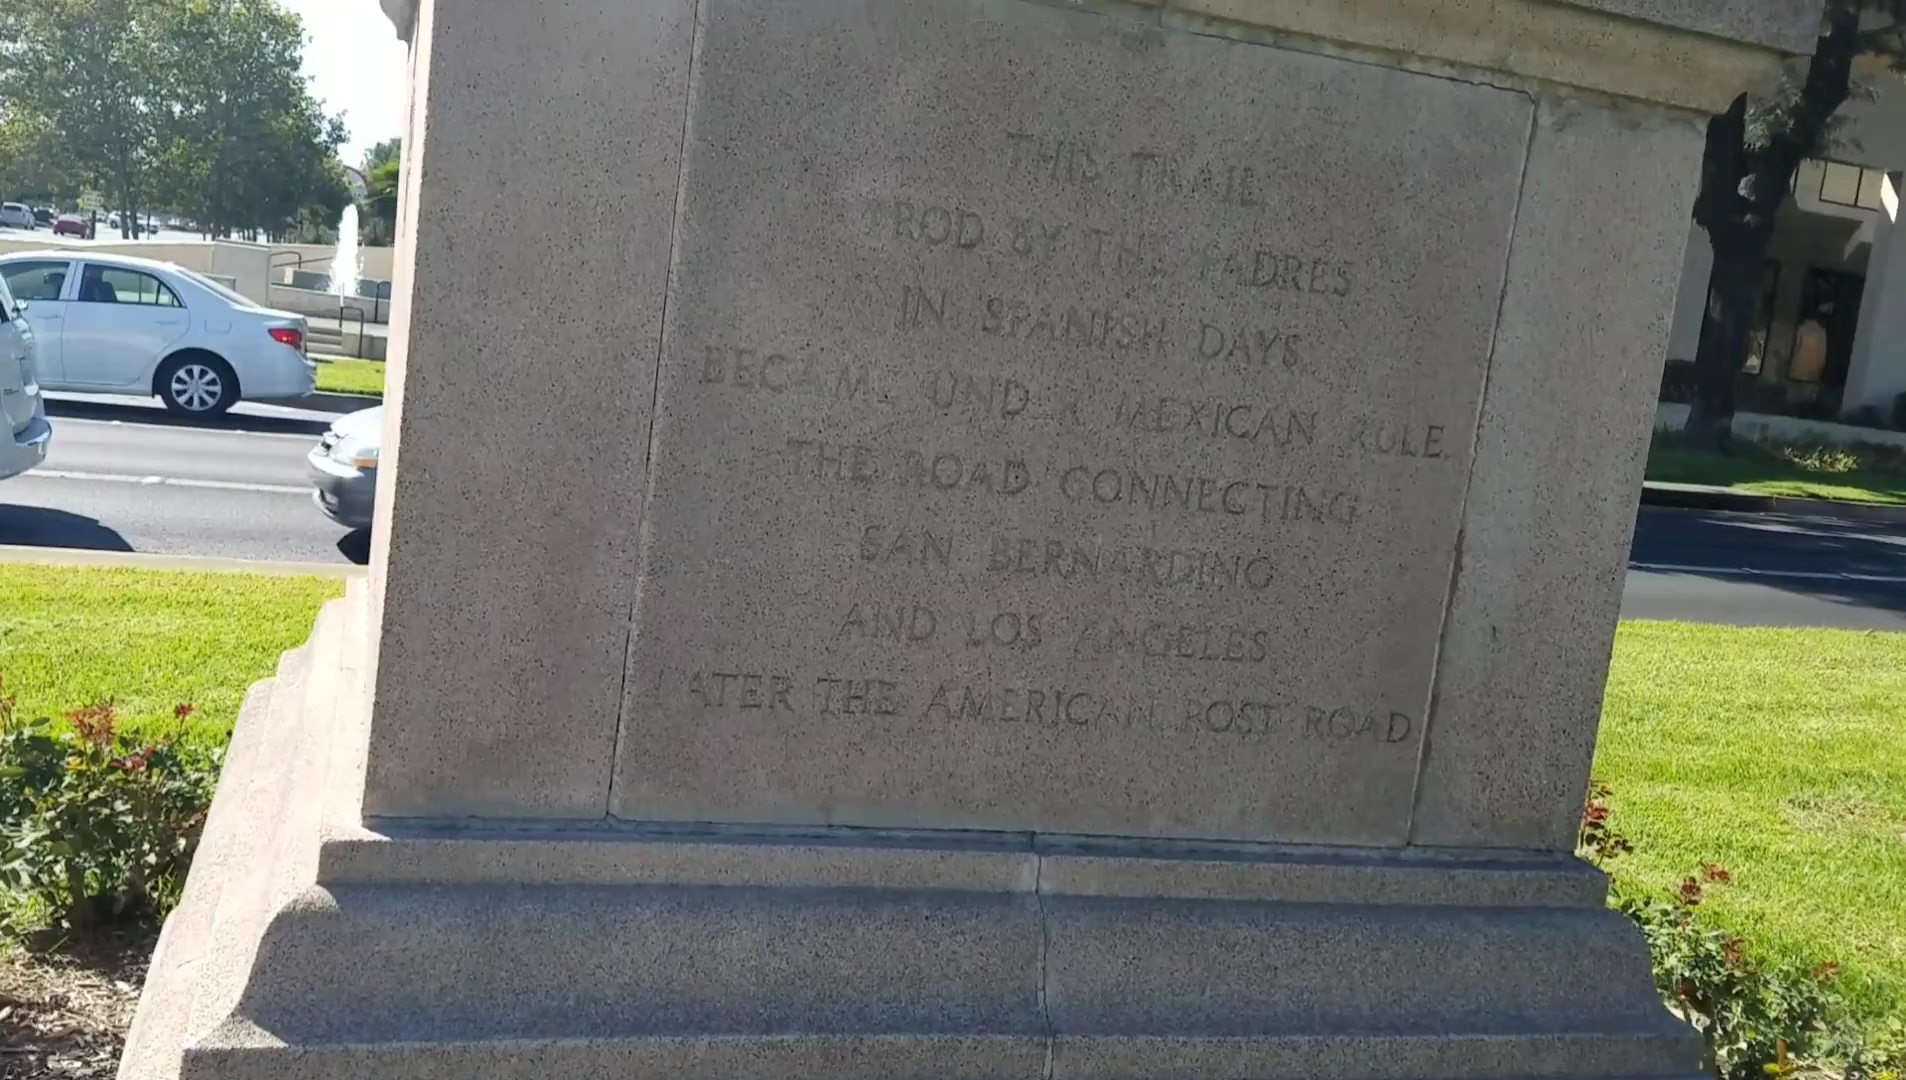 THIS TRAIL
TROD BY THE PADRES
IN SPANISH DAYS
BECAME UNDER MEXICAN RULE
THE ROAD CONNECTING
SAN BERNARDINO
AND LOS ANGELES
LATER THE AMERICAN POST ROAD